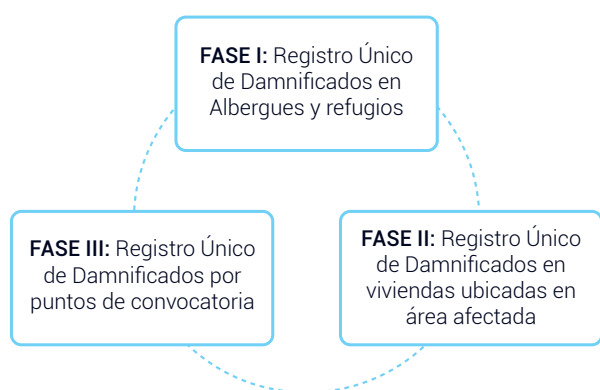 FASE I: Registro Único
de Damnificados en
Albergues y refugios
FASE III: Registro Único
de Damnificados por
puntos de convocatoria
FASE II: Registro Único
de Damnificados en
viviendas ubicadas en
área afectada